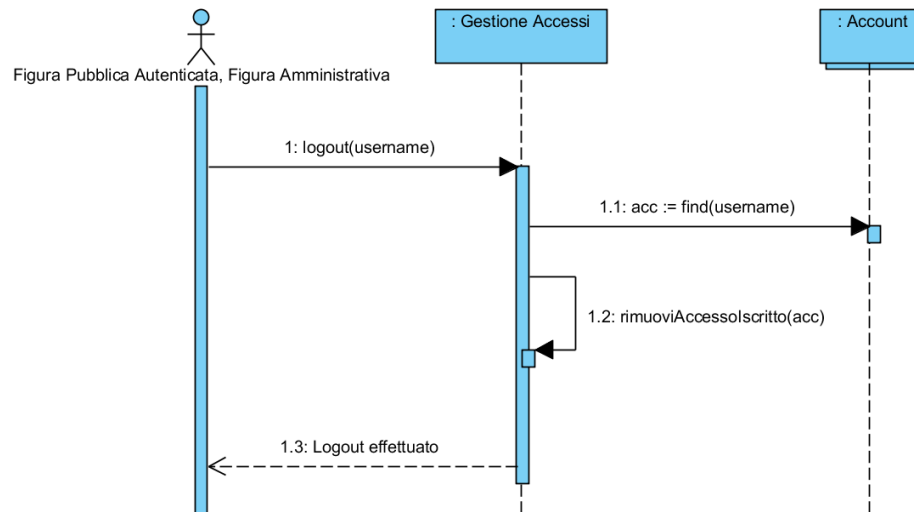 : Gestione Accessi
: Account
Figura Pubblica Autenticata, Figura Amministrativa
1: logout(username)
1.1: acc := find(username)
1.2: rimuoviAccessoIscritto(acc)
1.3: Logout effettuato